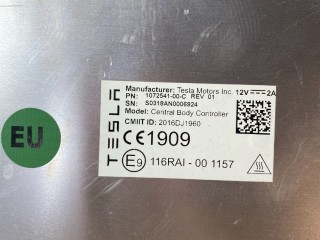 Manufacturer: Tesla Motors Inc. 12V⎓2A
PN: 1072541-00-C REV 01
SN: S0318AN0006924
Model: Central Body Controller
CMIIT ID: 2016DJ1960
CE1909
E9 116RAI - 00 1157
TESLA
EU